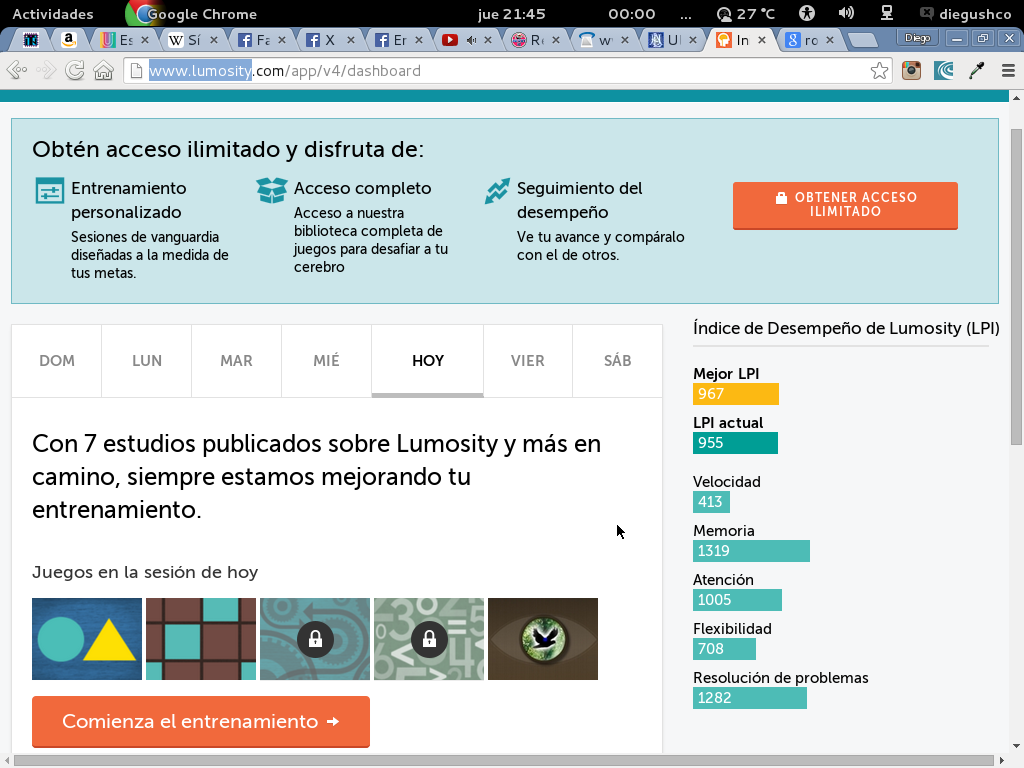 Actividades
Google Chrome
jue 21:45
00:00
...
27 °C
diegushco
Es
Sí
Fa
X
Er
Re
w
Ul
In
ro
Diego
www.lumosity.com/app/v4/dashboard
Obtén acceso ilimitado y disfruta de:
Entrenamiento
personalizado
Sesiones de vanguardia
diseñadas a la medida de
tus metas.
Acceso completo
Acceso a nuestra
biblioteca completa de
juegos para desafiar a tu
cerebro
Seguimiento del
desempeño
Ve tu avance y compáralo
con el de otros.
OBTENER ACCESO
ILIMITADO
DOM
LUN
MAR
MIÉ
HOY
VIER
SÁB
Con 7 estudios publicados sobre Lumosity y más en
camino, siempre estamos mejorando tu
entrenamiento.
Juegos en la sesión de hoy
Comienza el entrenamiento
Índice de Desempeño de Lumosity (LPI)
Mejor LPI
967
LPI actual
955
Velocidad
413
Memoria
1319
Atención
1005
Flexibilidad
708
Resolución de problemas
1282